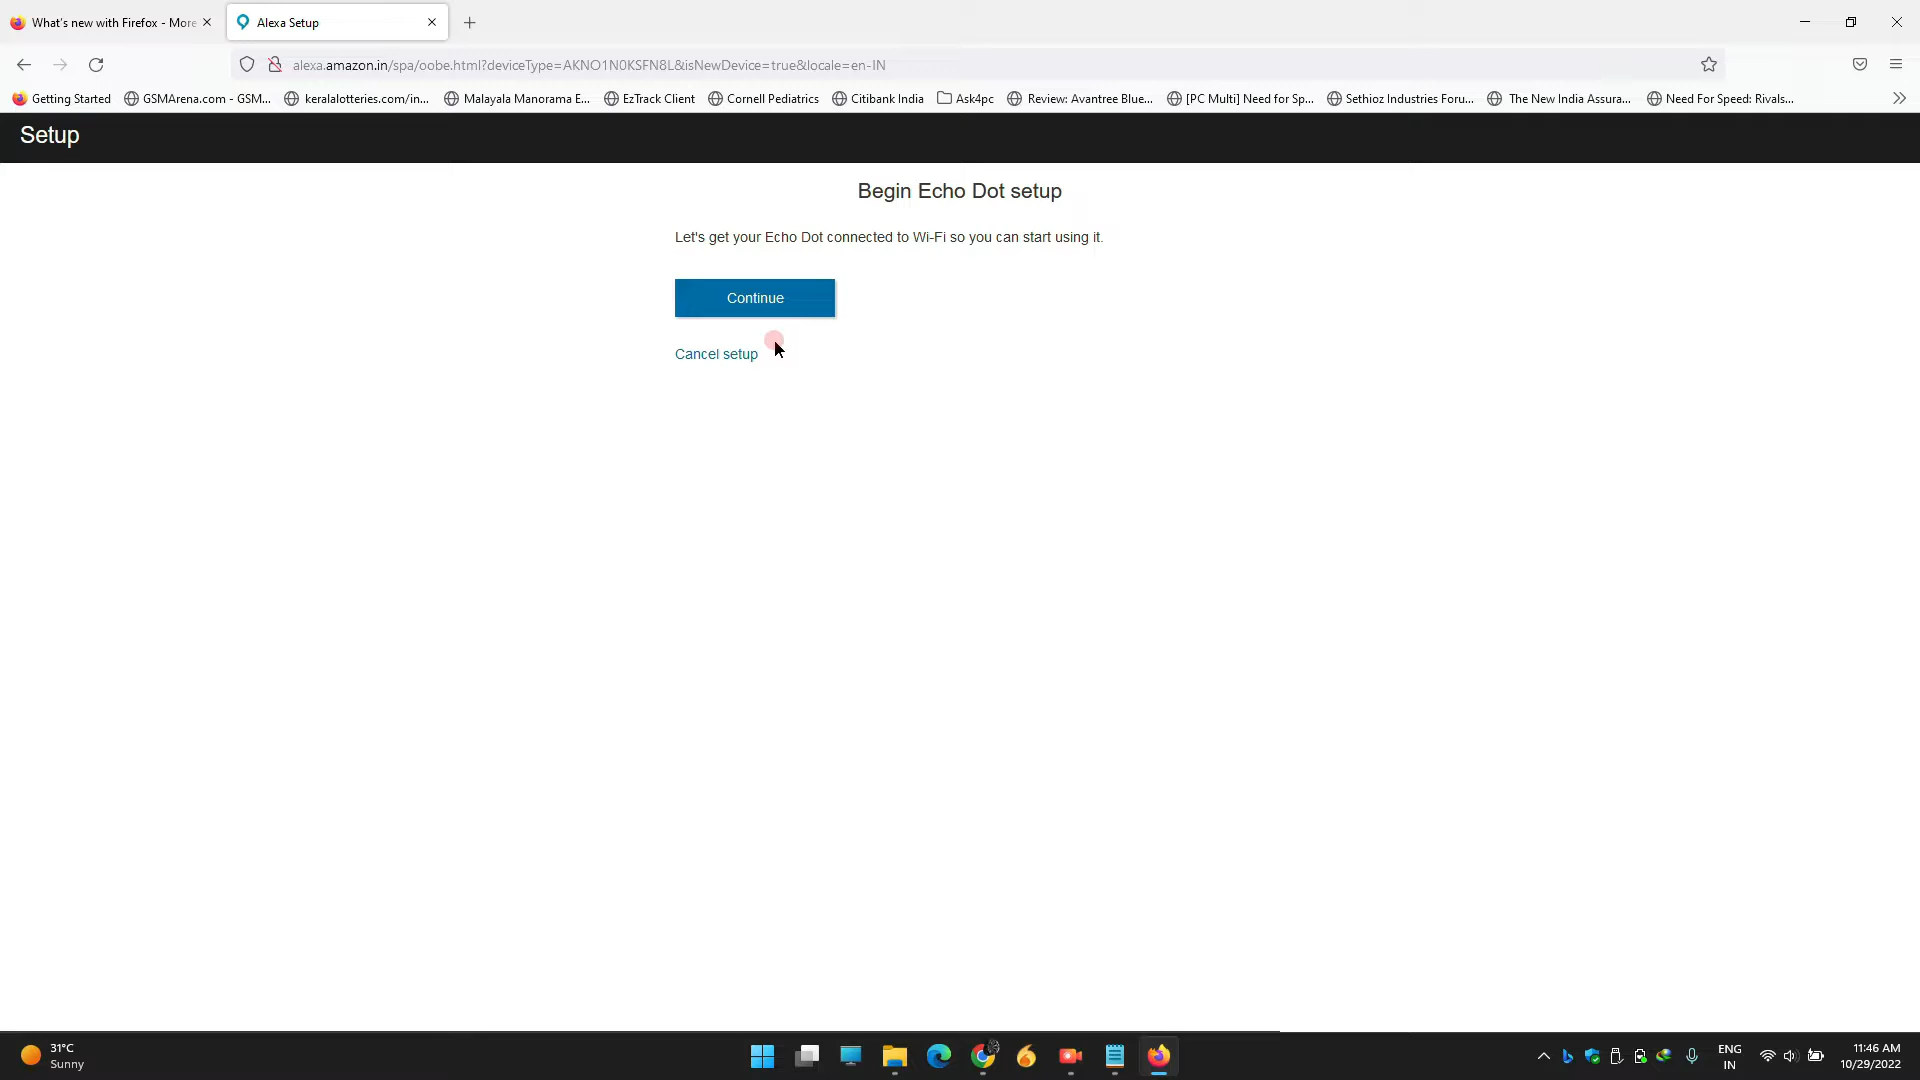 What's new with Firefox - More
Alexa Setup
alexa.amazon.in/spa/oobe.html?deviceType=AKNO1N0KSFN8L&isNewDevice=true&locale=en-IN
Getting Started
GSMArena.com - GSM...
keralalotteries.com/in...
Malayala Manorama E...
EzTrack Client
Cornell Pediatrics
Citibank India
Ask4pc
Review: Avantree Blue...
[PC Multi] Need for Sp...
Sethioz Industries Foru...
The New India Assura...
Need For Speed: Rivals...
Setup
Begin Echo Dot setup
Let's get your Echo Dot connected to Wi-Fi so you can start using it.
Continue
Cancel setup
31°C
Sunny
ENG
IN
11:46 AM
10/29/2022